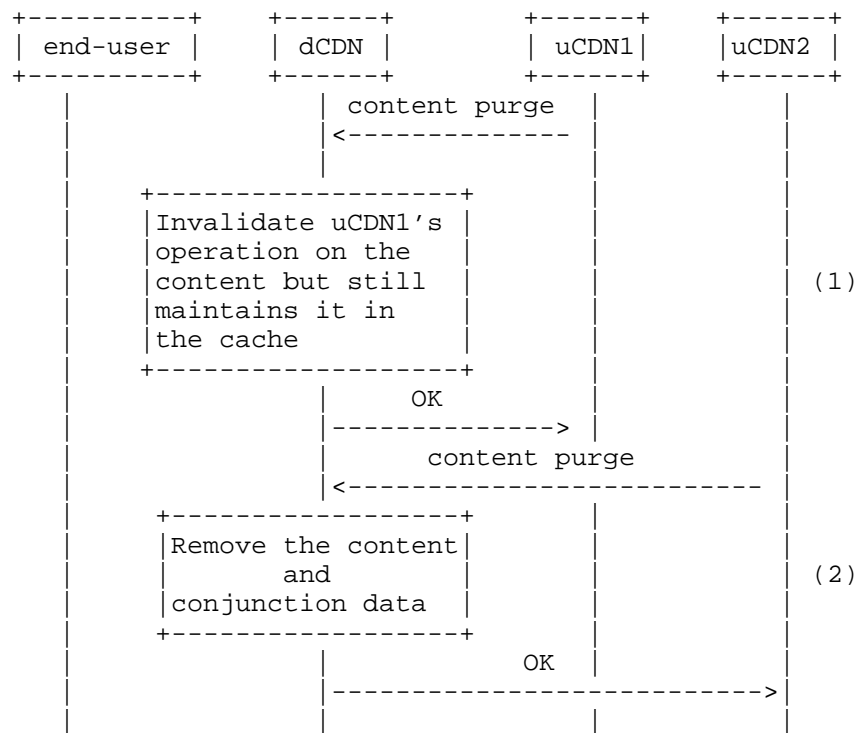 end-user dCDN uCDN1 uCDN2
content purge
Invalidate uCDN1's
operation on the
content but still (1)
maintains it in
the cache
OK
content purge
Remove the content
and (2)
conjunction data
OK